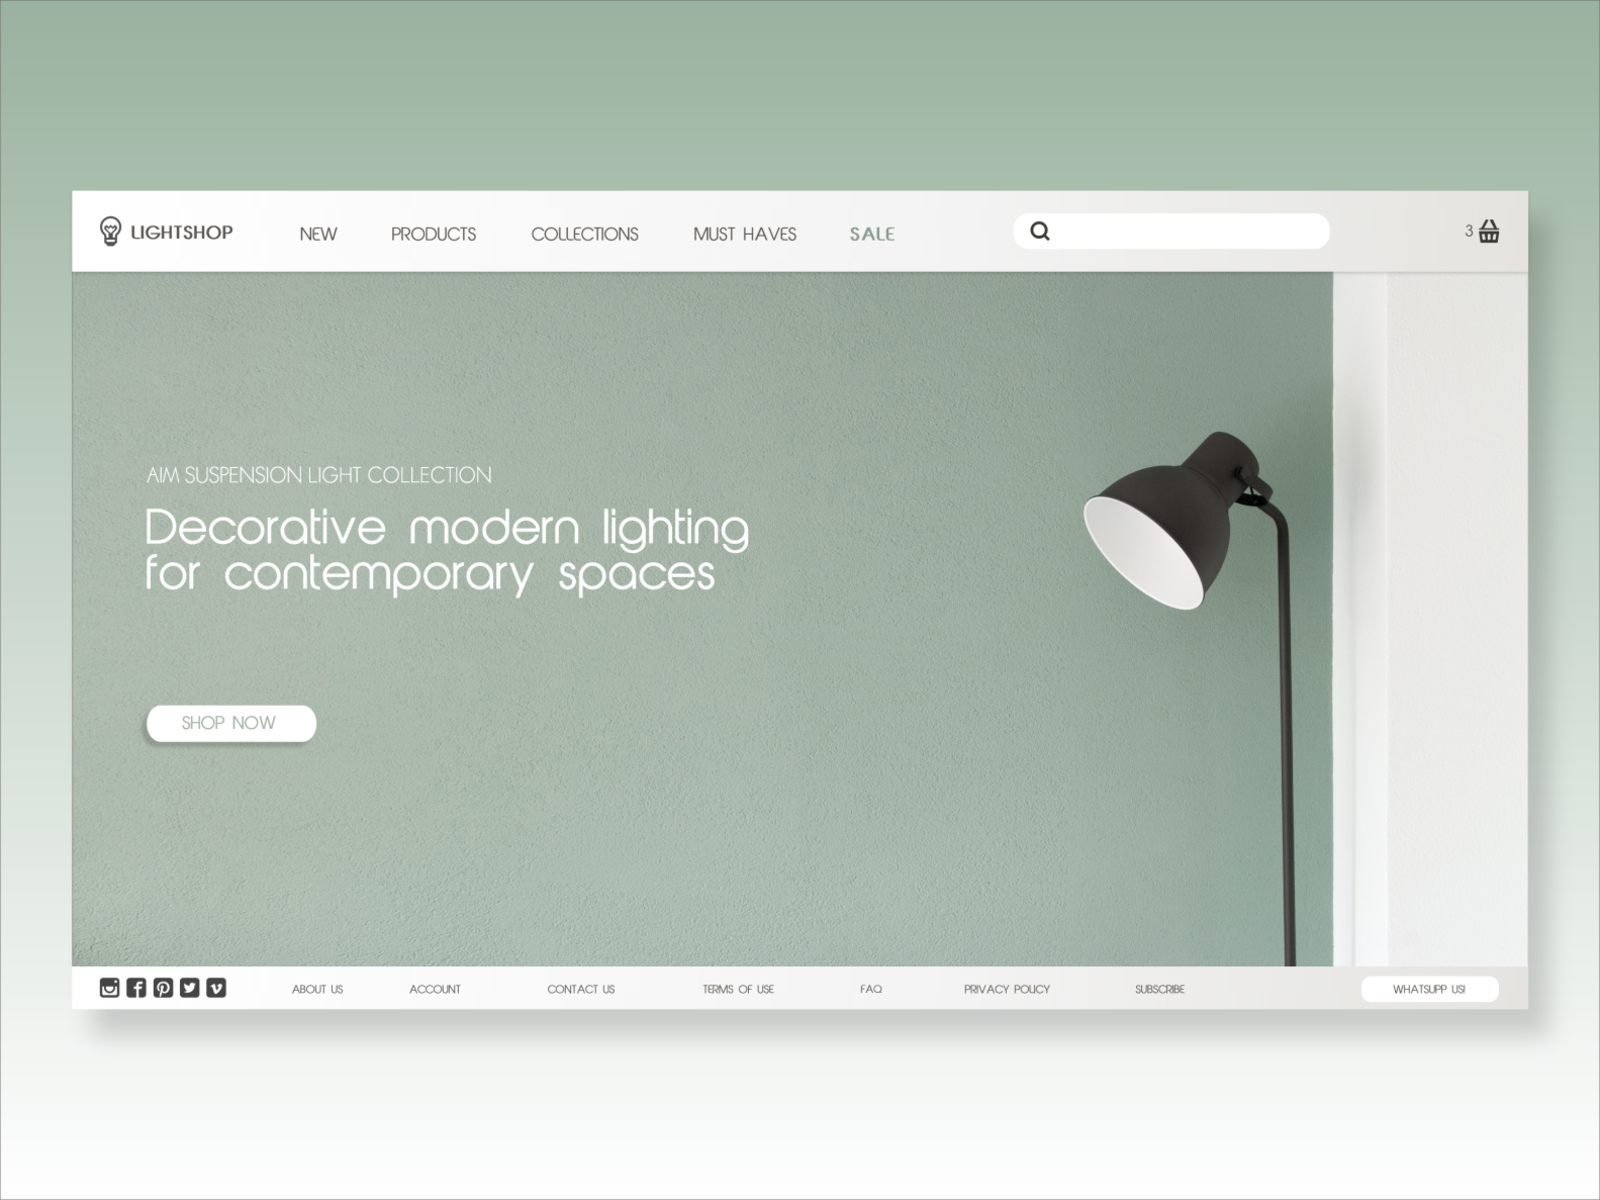 LIGHTSHOP
NEW
PRODUCTS
COLLECTIONS
MUST HAVES
SALE
3
AIM SUSPENSION LIGHT COLLECTION
Decorative modern lighting
for contemporary spaces
SHOP NOW
ABOUT US
ACCOUNT
CONTACT US
TERMS OF USE
FAQ
PRIVACY POLICY
SUBSCRIBE
WHATSUPP US!